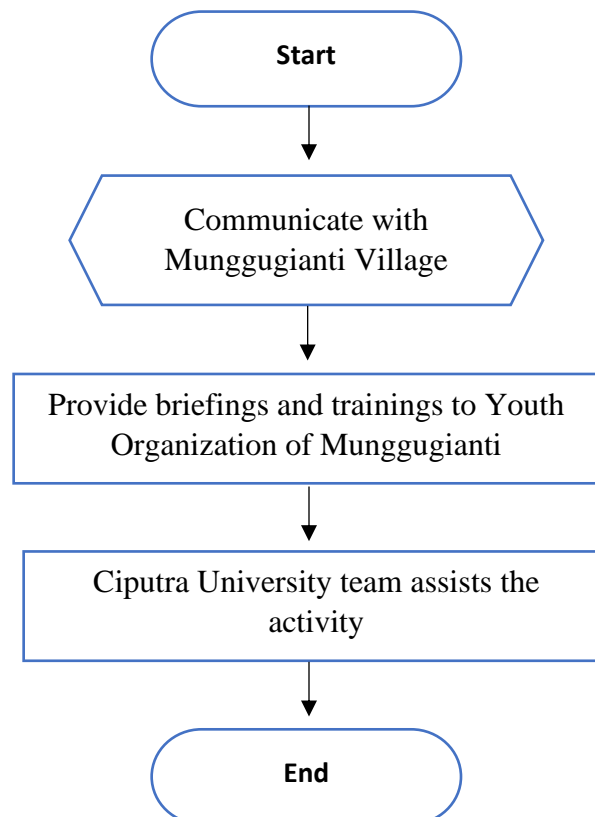 Start
Communicate with
Munggugianti Village
Provide briefings and trainings to Youth
Organization of Munggugianti
Ciputra University team assists the
activity
End